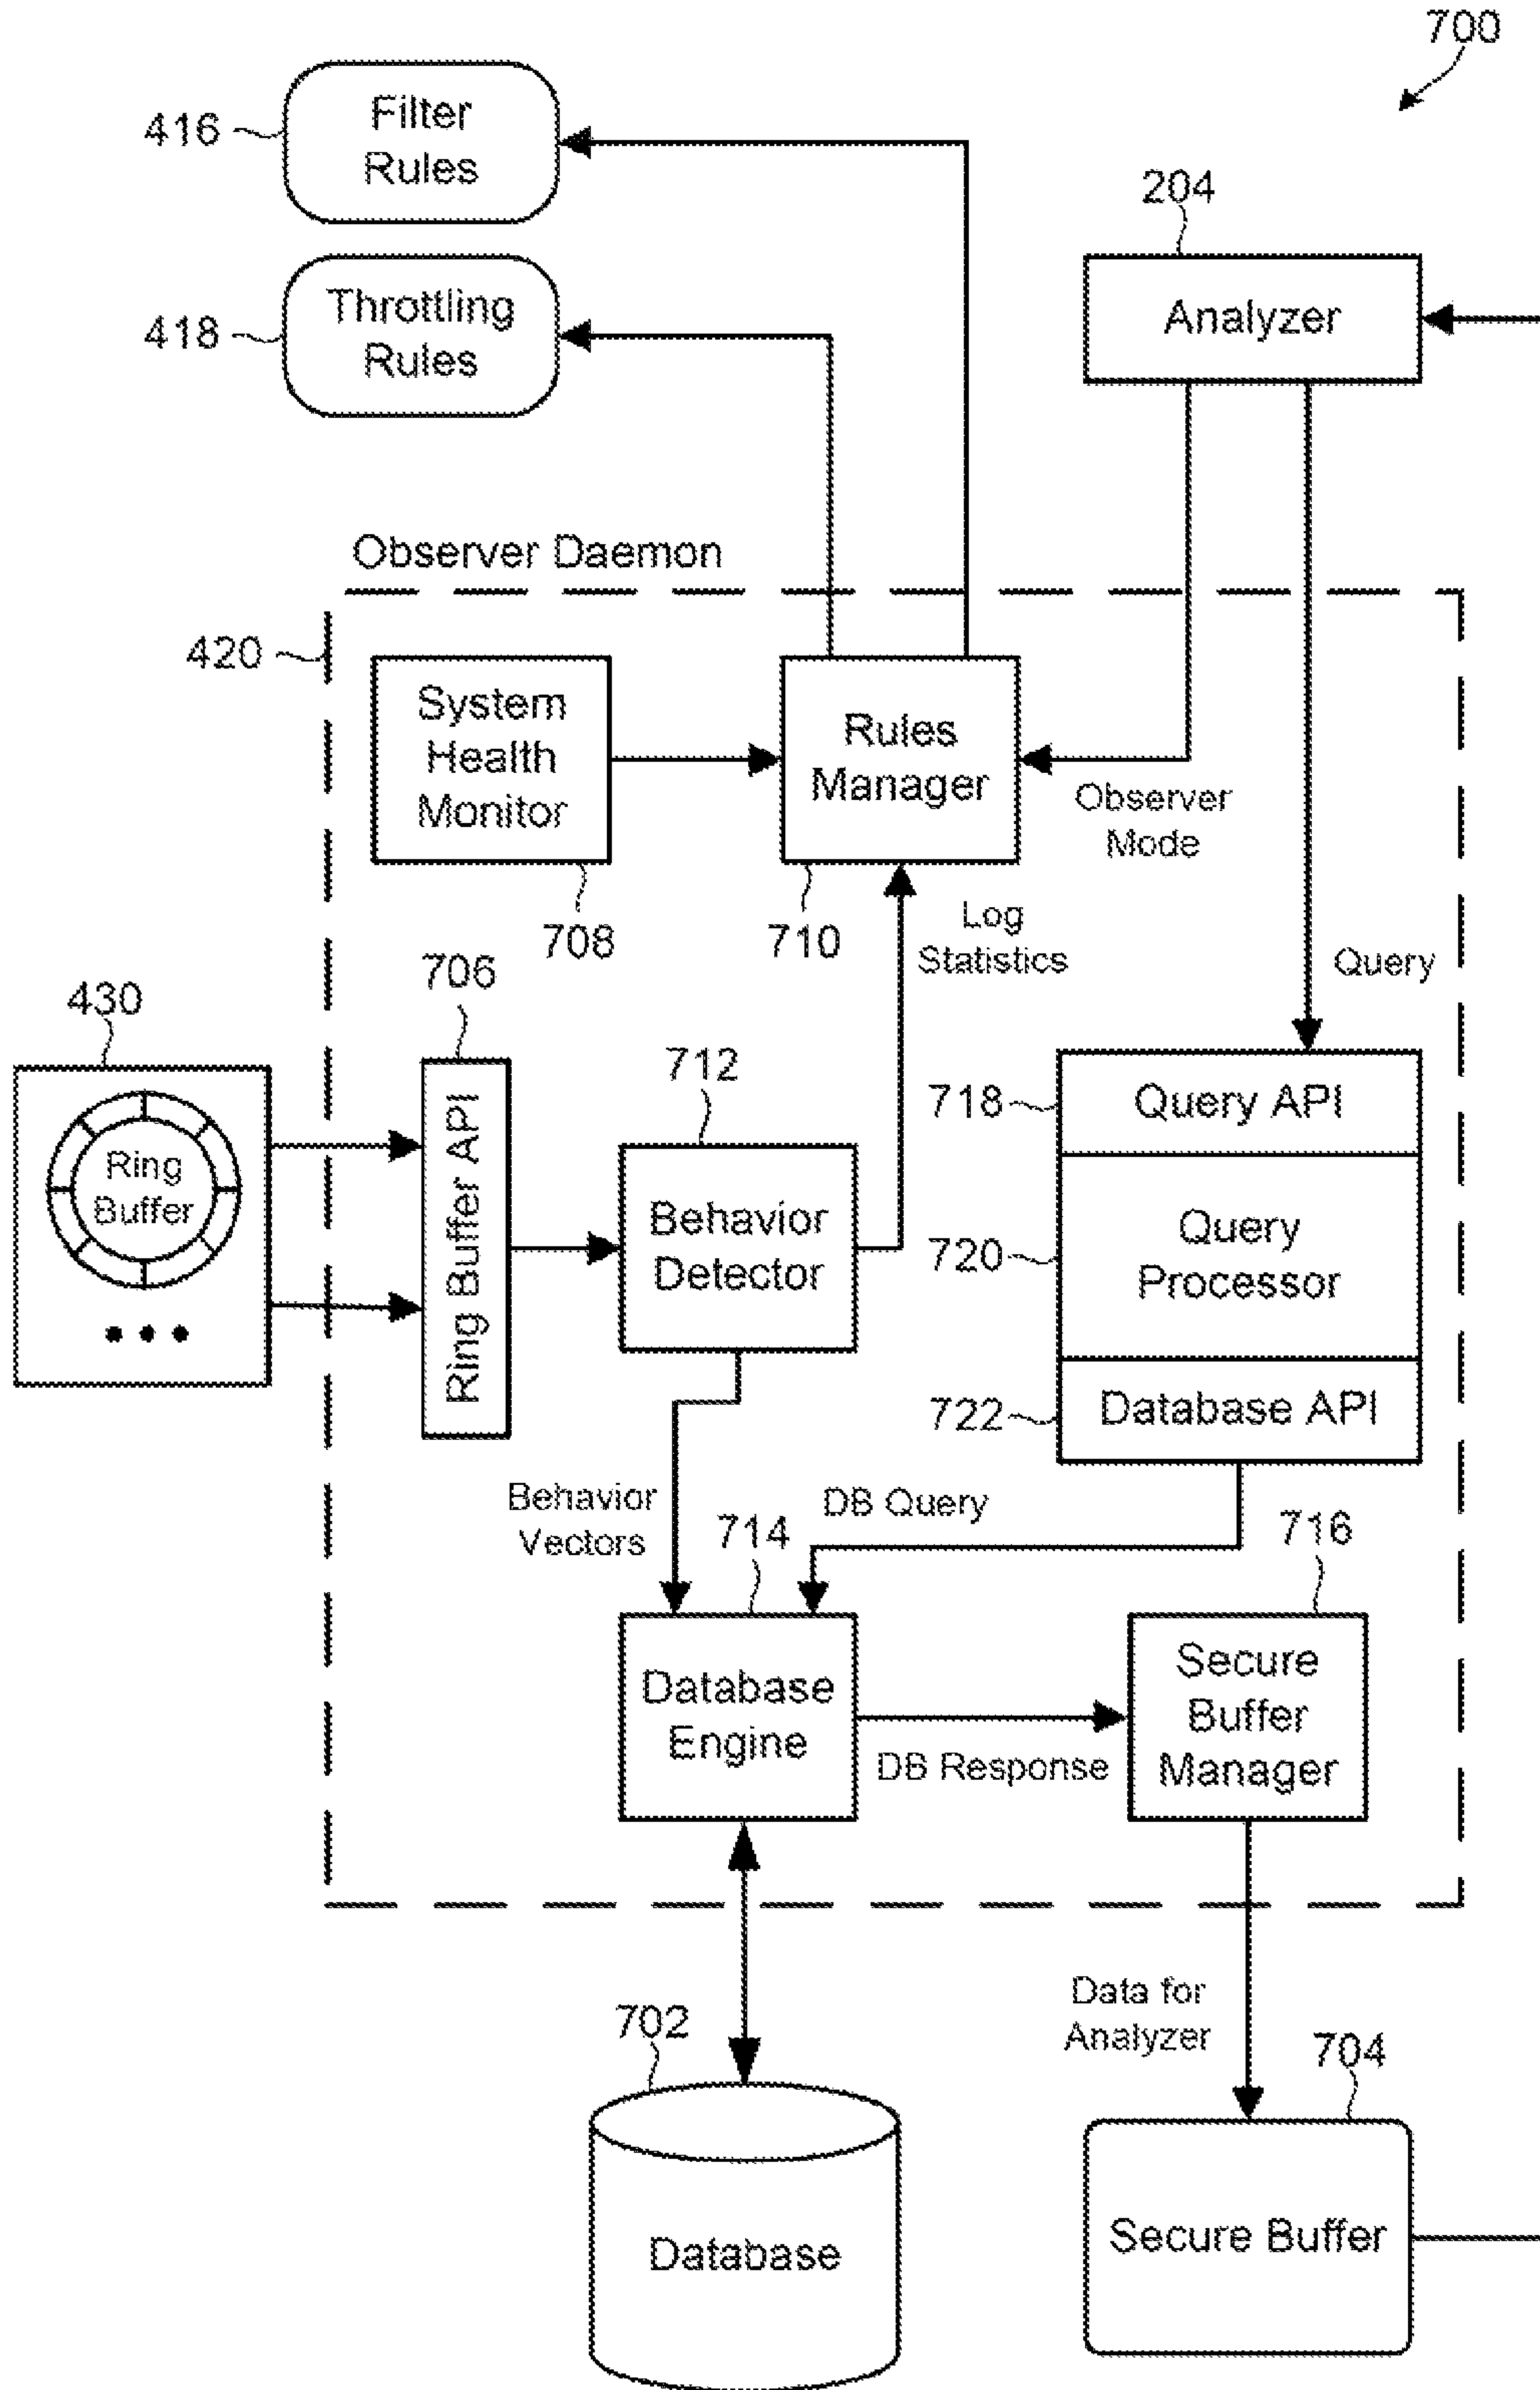 700
416
Filter
Rules
204
418
Throttling
Rules
Analyzer
Observer Daemon
420
System
Health
Monitor
Rules
Manager
Observer
Mode
708
710
Log
Statistics
Query
430
706
712
Ring
Buffer
Ring Buffer API
Behavior
Detector
718
Query API
720
Query
Processor
722
Database API
Behavior
Vectors
DB Query
714
716
Database
Engine
DB Response
Secure
Buffer
Manager
702
Data for
Analyzer
704
Database
Secure Buffer